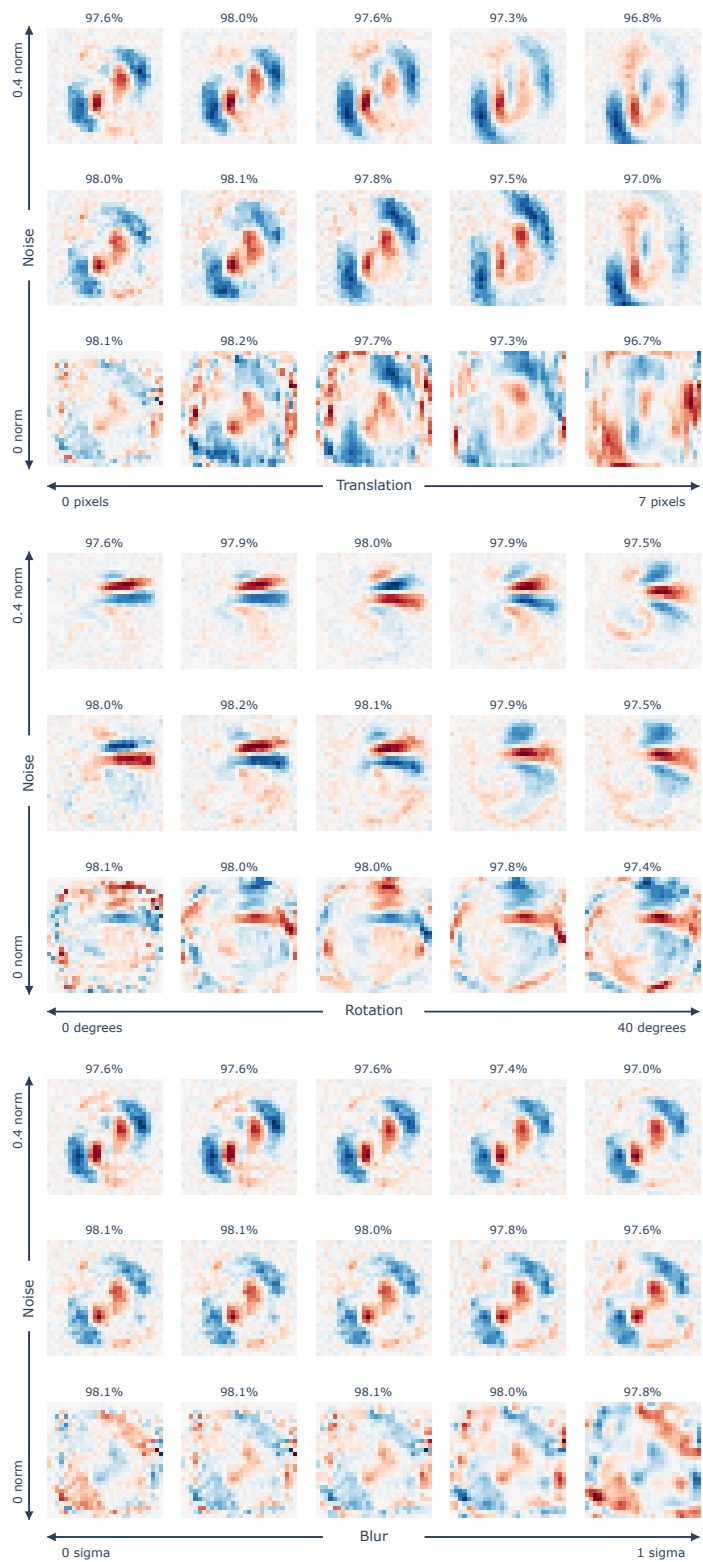 97.6% 98.0% 97.6% 97.3% 96.8%
0.4 norm
98.0% 98.1% 97.8% 97.5% 97.0%
Noise
98.1% 98.2% 97.7% 97.3% 96.7%
0 norm
Translation
0 pixels 7 pixels
97.6% 97.9% 98.0% 97.9% 97.5%
0.4 norm
98.0% 98.2% 98.1% 97.9% 97.5%
Noise
98.1% 98.0% 98.0% 97.8% 97.4%
0 norm
Rotation
0 degrees 40 degrees
97.6% 97.6% 97.6% 97.4% 97.0%
0.4 norm
98.1% 98.1% 98.0% 97.8% 97.6%
Noise
98.1% 98.1% 98.1% 98.0% 97.8%
0 norm
Blur
0 sigma 1 sigma